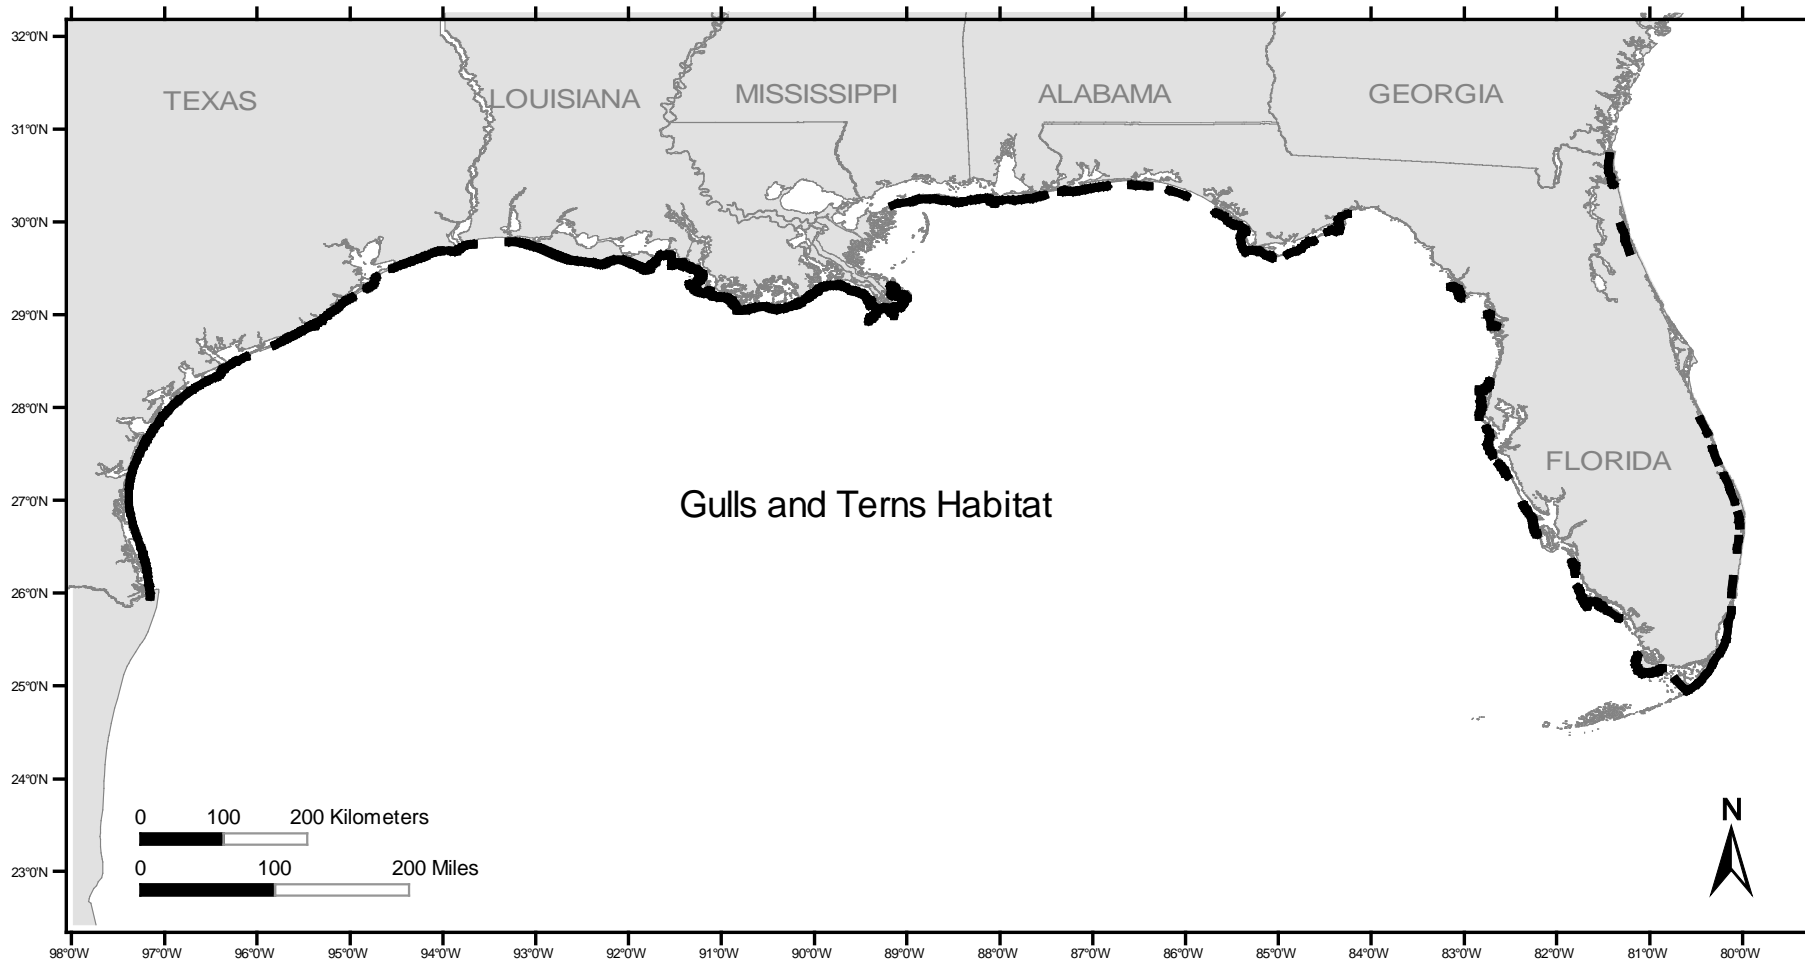 32°0'N
TEXAS
LOUISIANA
MISSISSIPPI
ALABAMA
GEORGIA
31°0'N
30°0'N
29°0'N
28°0'N
FLORIDA
27°0'N
Gulls and Terns Habitat
26°0'N
25°0'N
24°0'N
0 100 200 Kilometers
N
0 100 200 Miles
23°0'N
98°0'W 97°0'W 96°0'W 95°0'W 94°0'W 93°0'W 92°0'W 91°0'W 90°0'W 89°0'W 88°0'W 87°0'W 86°0'W 85°0'W 84°0'W 83°0'W 82°0'W 81°0'W 80°0'W